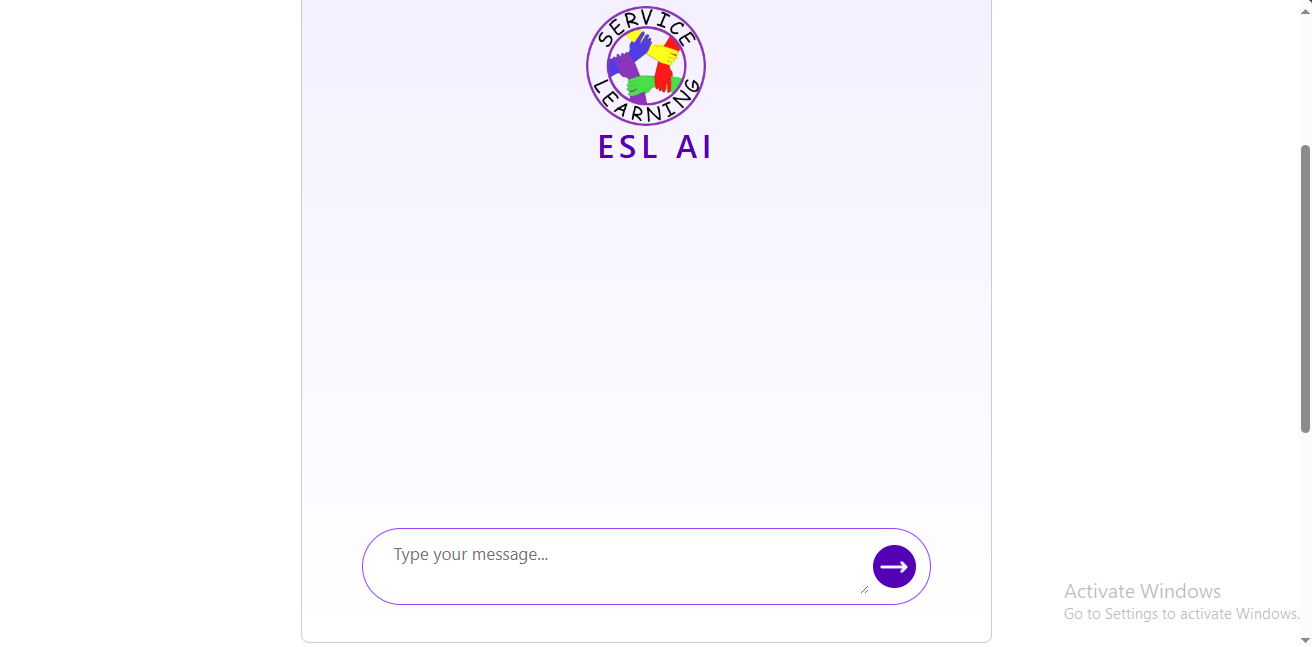 SERVICE
LEARNING
ESL AI
Type your message...
Activate Windows
Go to Settings to activate Windows.